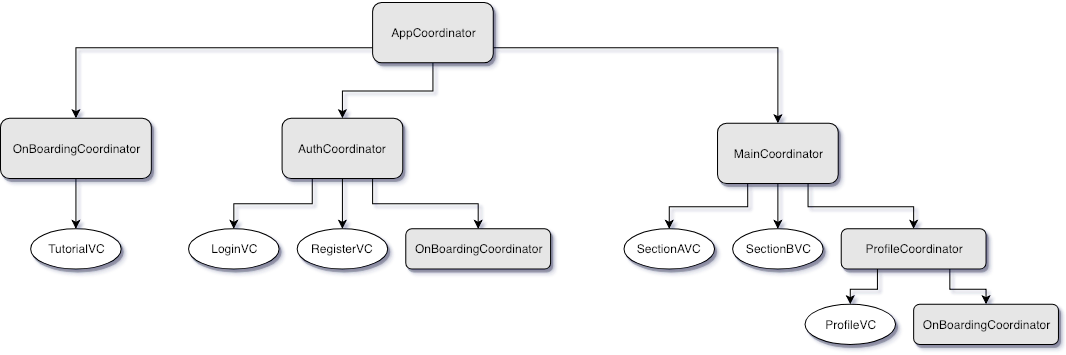 AppCoordinator
OnBoardingCoordinator
AuthCoordinator
MainCoordinator
TutorialVC
LoginVC
RegisterVC
OnBoardingCoordinator
SectionAVC
SectionBVC
ProfileCoordinator
ProfileVC
OnBoardingCoordinator